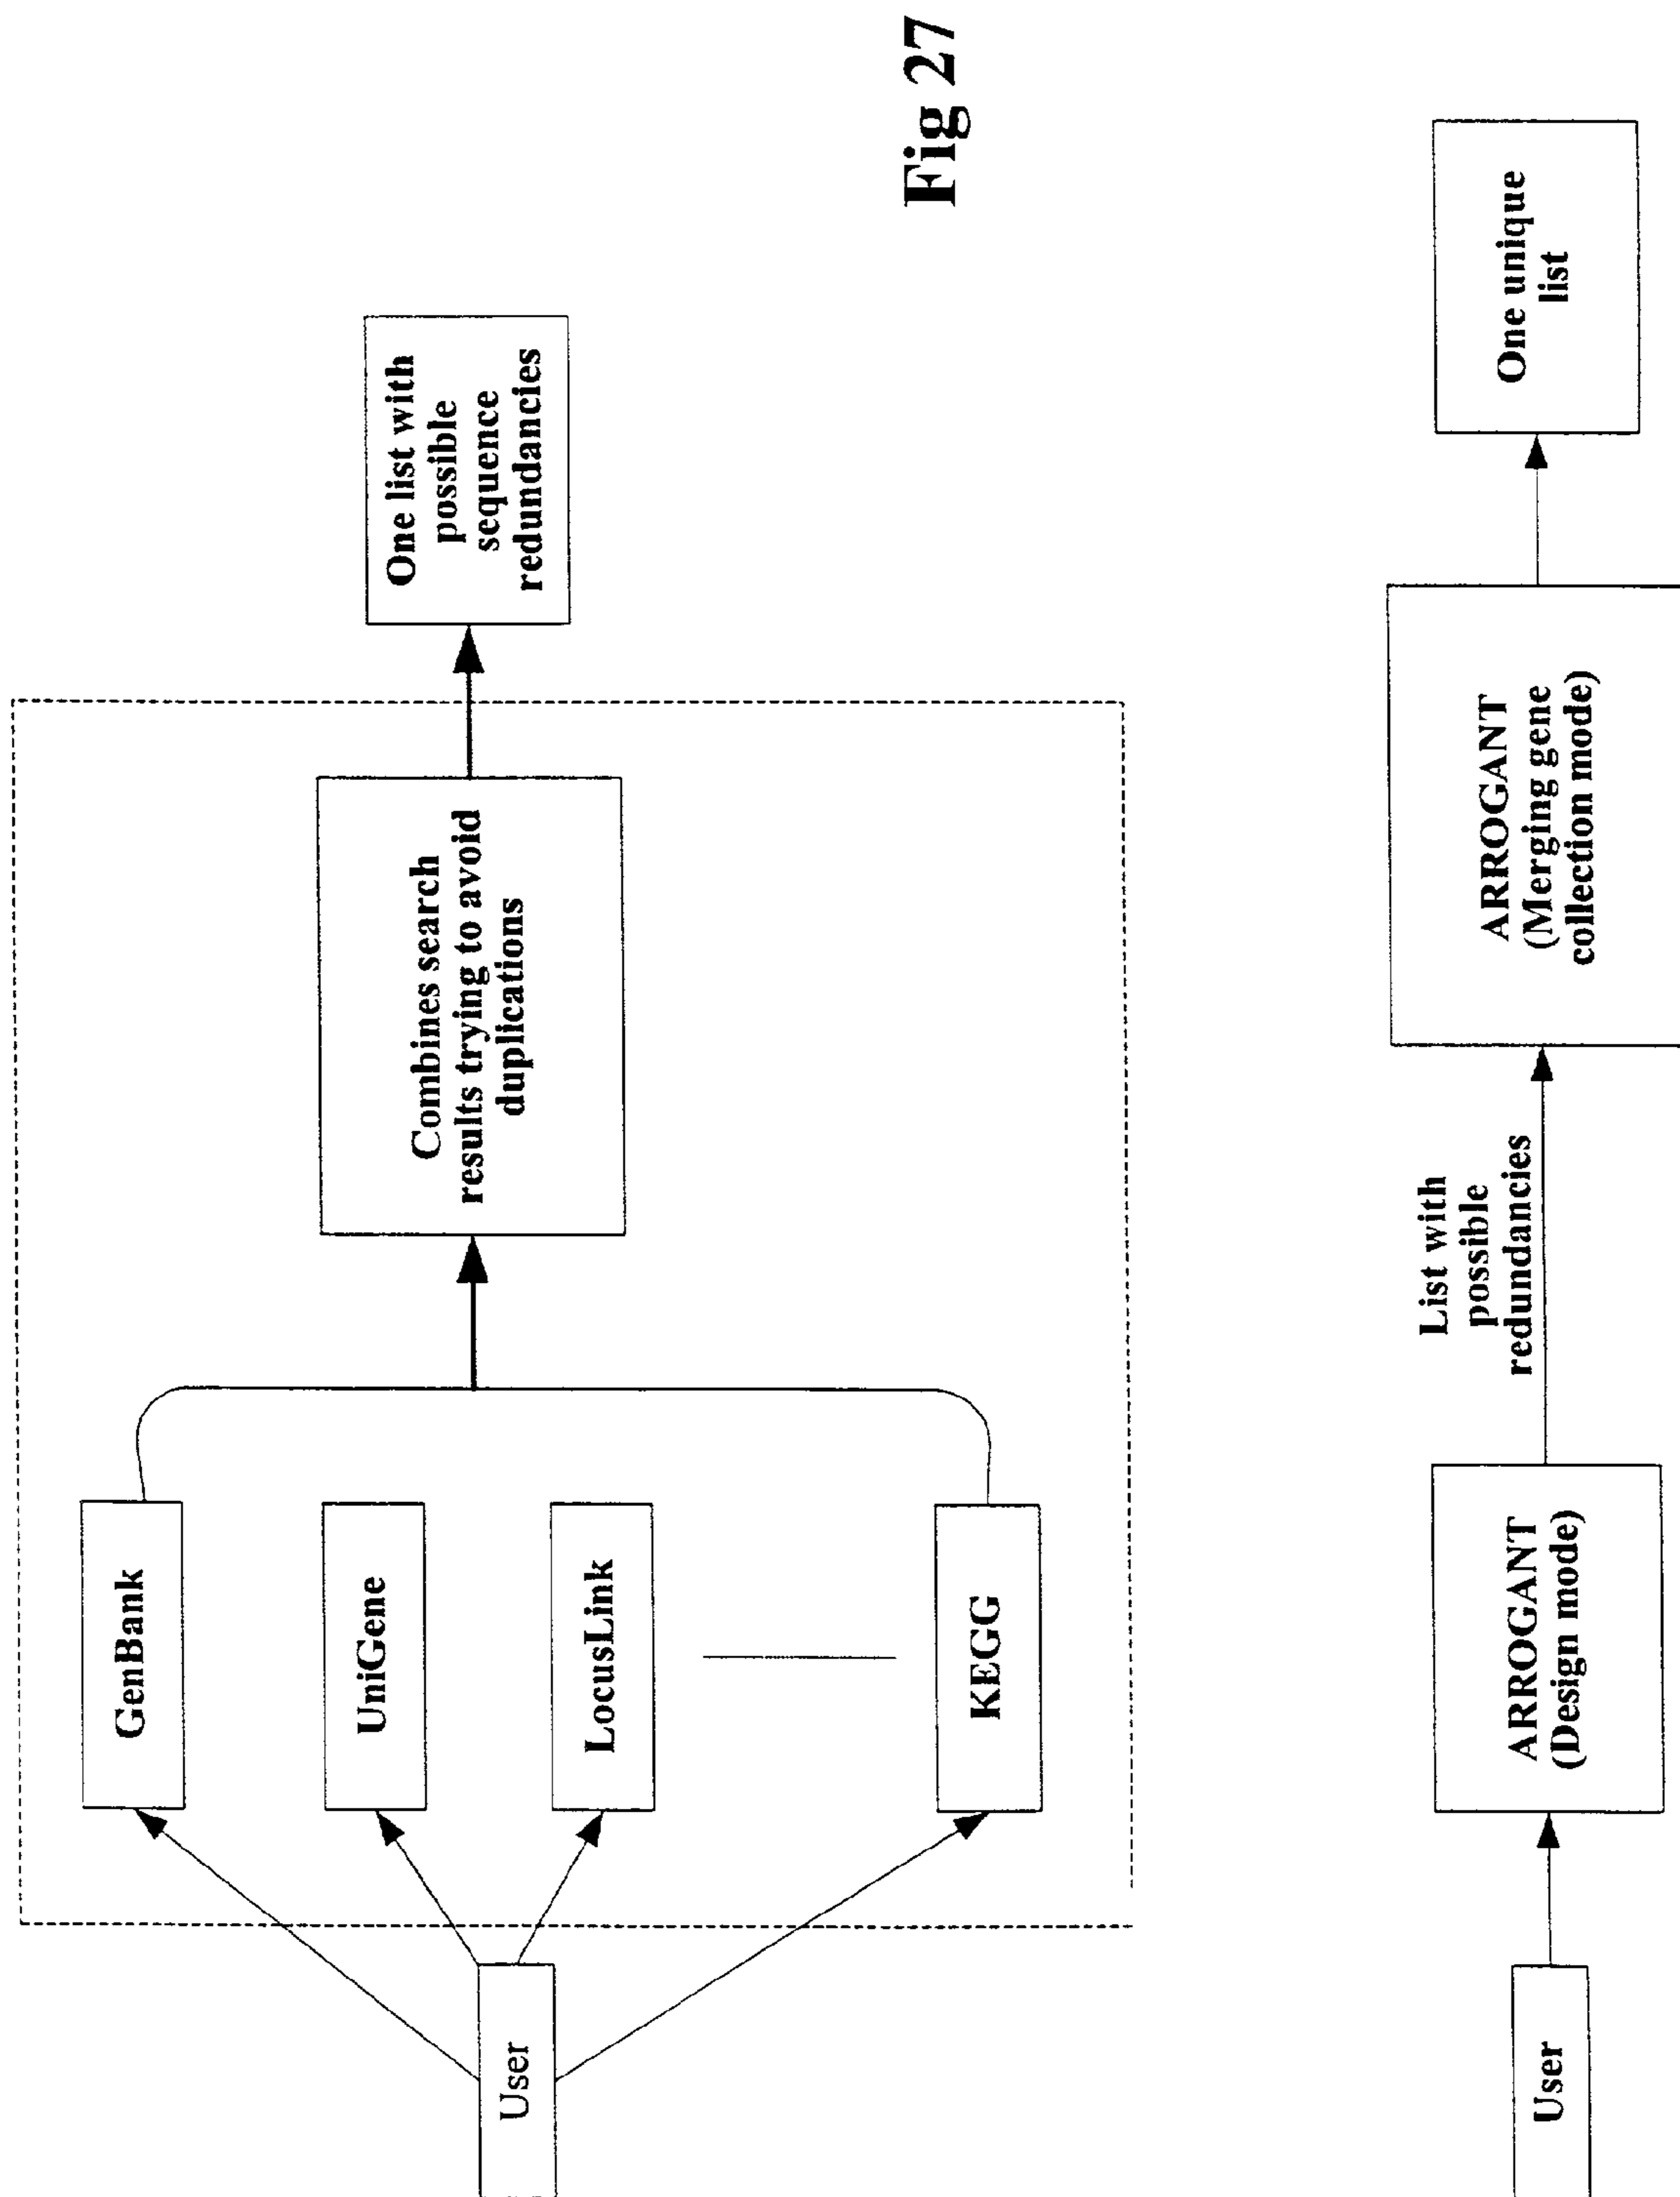 User
GenBank
UniGene
LocusLink
KEGG
Combines search
results trying to avoid
duplications
One list with
possible
sequence
redundancies
Fig 27
User
ARROGANT
(Design mode)
List with
possible
redundancies
ARROGANT
(Merging gene
collection mode)
One unique
list